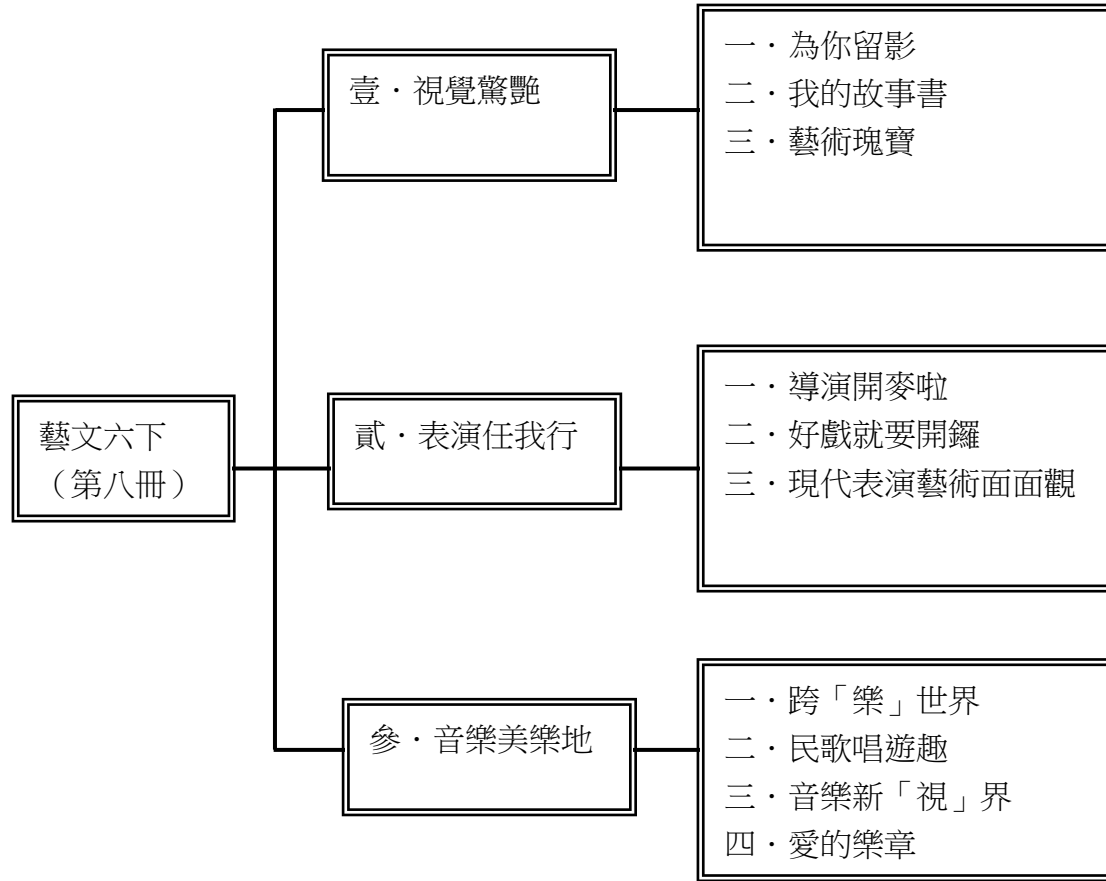 藝文六下
（第八冊）
壹．視覺驚艷
一．為你留影
二．我的故事書
三．藝術瑰寶
貳．表演任我行
一．導演開麥啦
二．好戲就要開鑼
三．現代表演藝術面面觀
參．音樂美樂地
一．跨「樂」世界
二．民歌唱遊趣
三．音樂新「視」界
四．愛的樂章